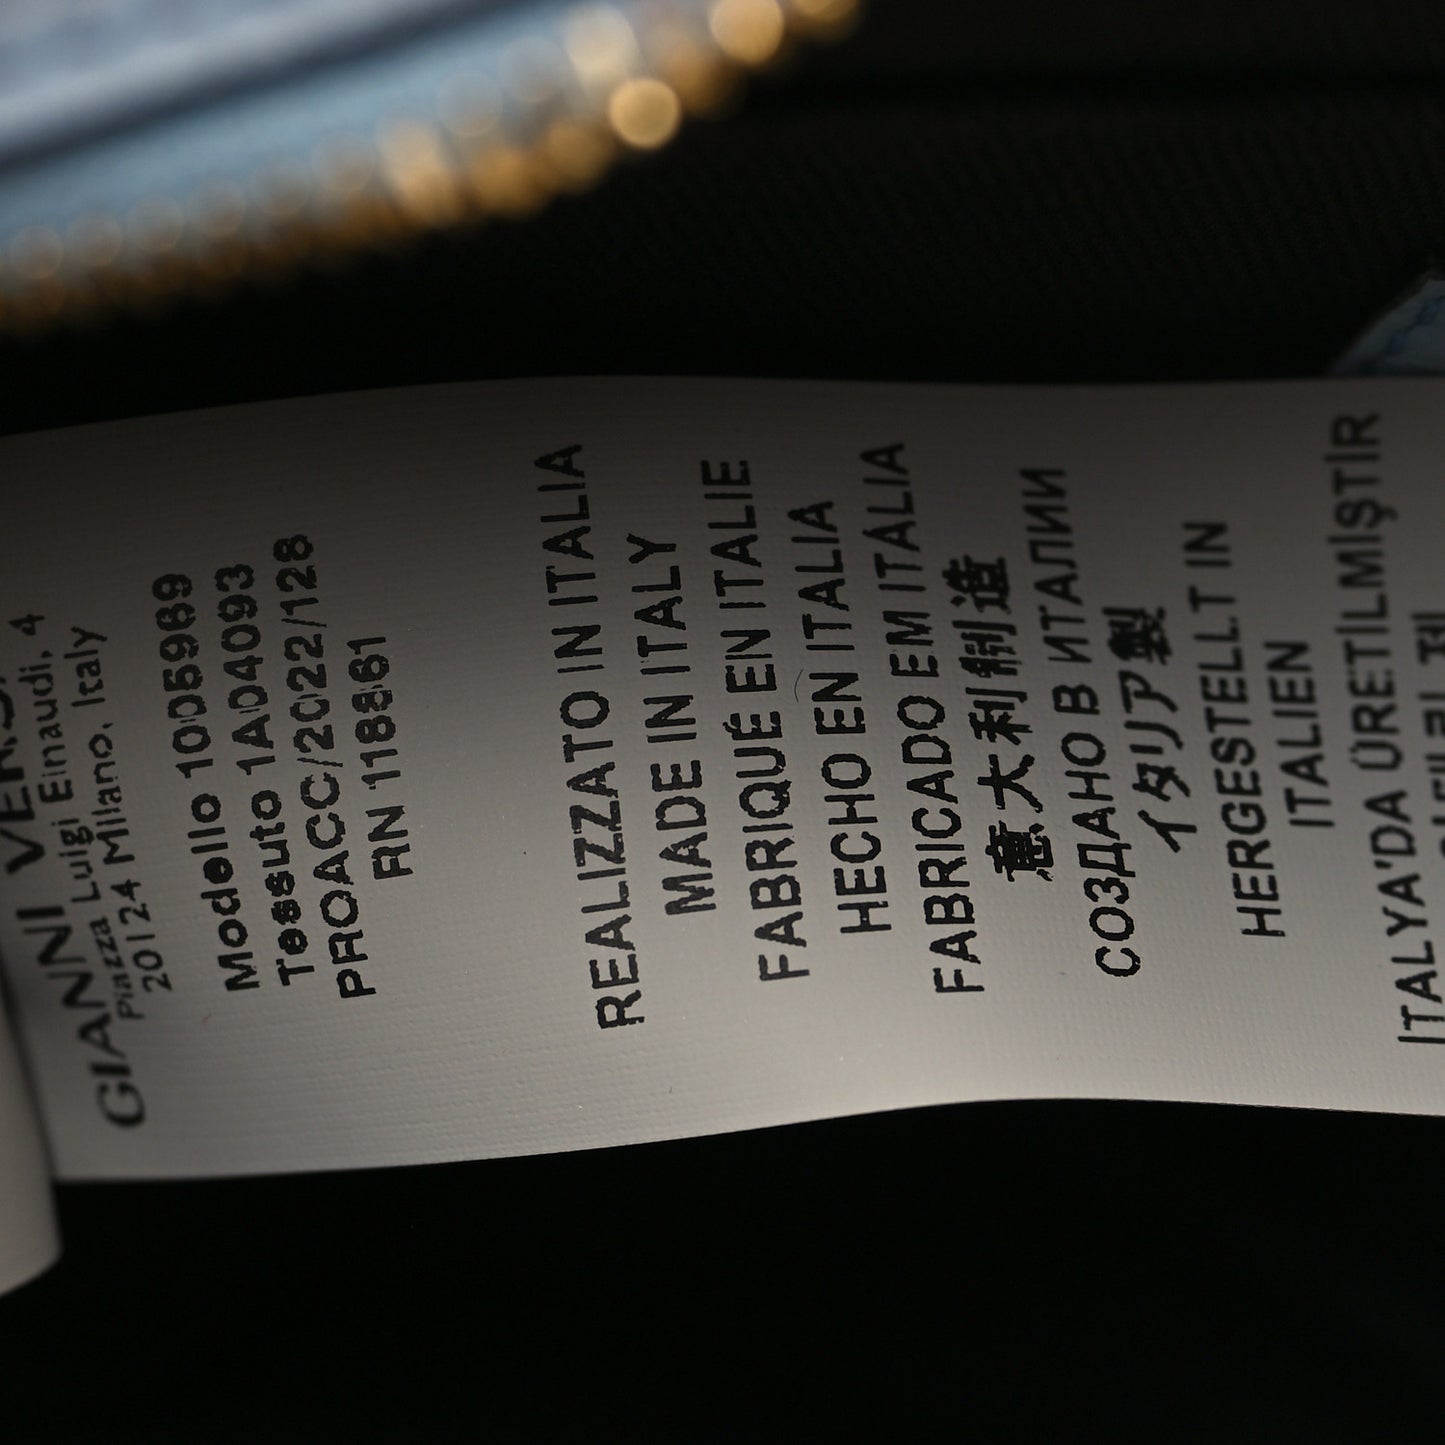 GIANNI
Piazza Luigi Einaudi, 4
20124 Milano, Italy
Modello 1005989
Tessuto 1A04093
PROACC/2022/128
RN 118861
REALIZZATO IN ITALIA
MADE IN ITALY
FABRIQUÉ EN ITALIE
HECHO EN ITALIA
FABRICADO EM ITALIA
意大利制造
СОЗДАНО В ИТАЛИИ
イタリア製
HERGESTELLT IN
ITALIEN
İTALYA'DA ÜRETİLMİŞTİR